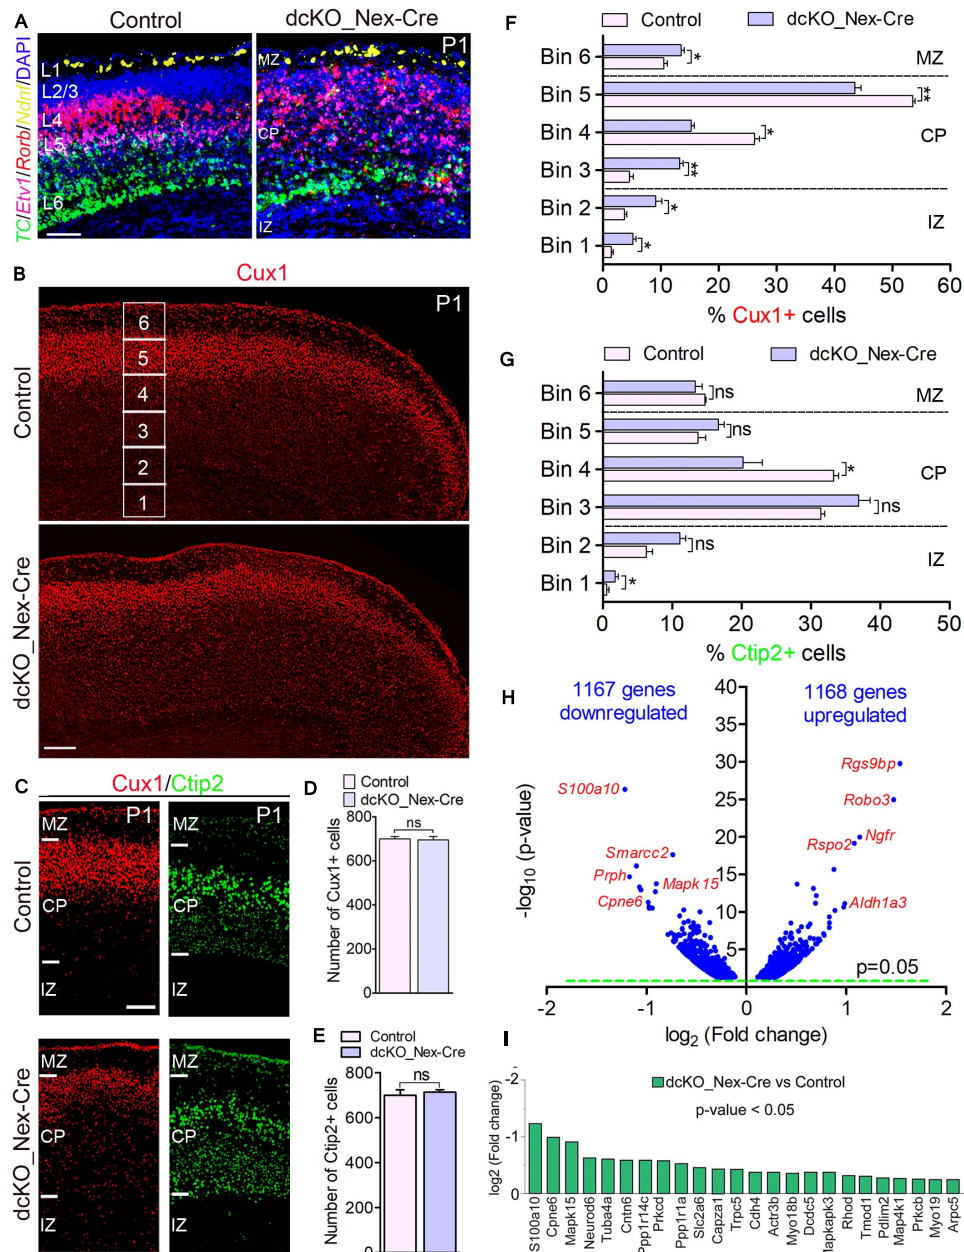 A
Control
dcKO_Nex-Cre
TC/Etv1/Rorb/Ndnf/DAPI
L1
L2/3
L4
L5
L6
P1
MZ
CP
IZ
B
Cux1
Control
P1
6
5
4
3
2
1
dcKO_Nex-Cre
C
Cux1/Ctip2
Control
MZ
P1
CP
IZ
P1
dcKO_Nex-Cre
MZ
CP
IZ
D
Control
dcKO_Nex-Cre
Number of Cux1+ cells
800
600
400
200
0
ns
E
Control
dcKO_Nex-Cre
Number of Ctip2+ cells
800
600
400
200
0
ns
F
Control
dcKO_Nex-Cre
Bin 6
*
MZ
Bin 5
**
Bin 4
*
CP
Bin 3
**
Bin 2
*
IZ
Bin 1
*
0 10 20 30 40 50 60
% Cux1+ cells
G
Control
dcKO_Nex-Cre
Bin 6
ns
MZ
Bin 5
ns
Bin 4
*
CP
Bin 3
ns
Bin 2
ns
IZ
Bin 1
*
0 10 20 30 40 50
% Ctip2+ cells
H
1167 genes
downregulated
1168 genes
upregulated
-log10 (p-value)
40
35
30
25
20
15
10
5
Rgs9bp
S100a10
Robo3
Ngfr
Rspo2
Smarcc2
Prph
Mapk15
Cpne6
Aldh1a3
p=0.05
-2 -1 0 1 2
log2 (Fold change)
I
dcKO_Nex-Cre vs Control
p-value < 0.05
log2 (Fold change)
-2
-1
0
S100a10
Cpne6
Mapk15
Neurod6
Tuba4a
Cntn6
Ppp1r14c
Prkcd
Ppp1r1a
Slc2a6
Capza1
Trpc5
Cdh4
Actr3b
Myo18b
Dcdc5
Mapkapk3
Rhod
Tmod1
Pdlim2
Map4k1
Prkcb
Myo19
Arpc5